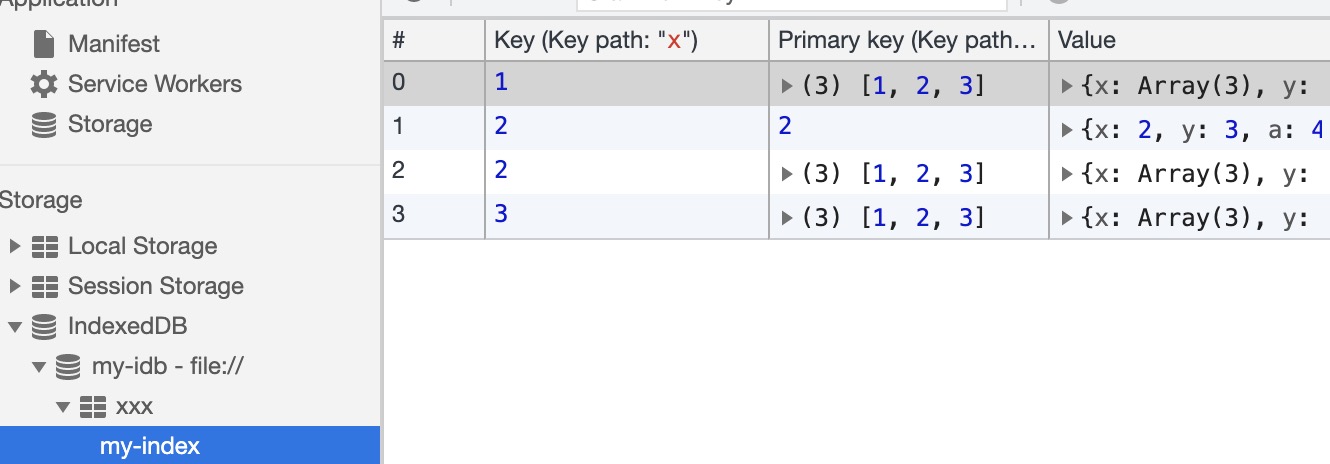 Application
Manifest
Service Workers
Storage
Storage
Local Storage
Session Storage
IndexedDB
my-idb - file://
xxx
my-index
# Key (Key path: "x") Primary key (Key path… Value
0 1 ▶ (3) [1, 2, 3] ▶ {x: Array(3), y:
1 2 2 ▶ {x: 2, y: 3, a: 4
2 2 ▶ (3) [1, 2, 3] ▶ {x: Array(3), y:
3 3 ▶ (3) [1, 2, 3] ▶ {x: Array(3), y: